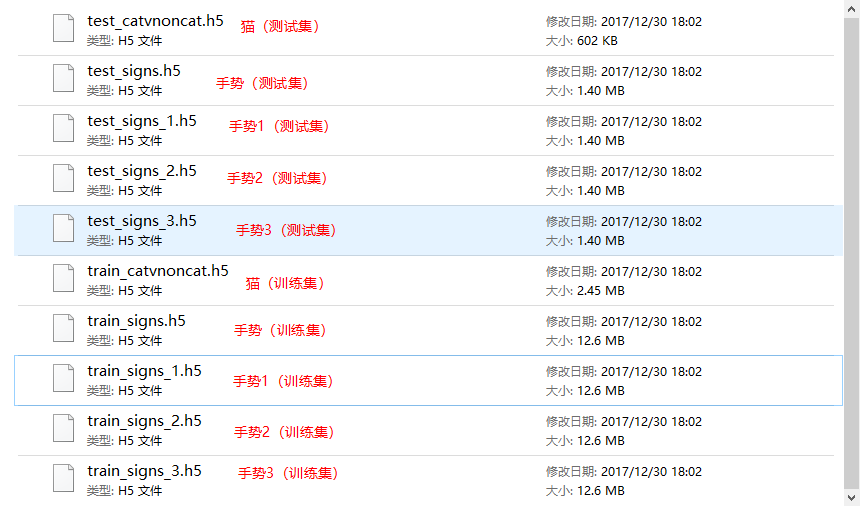 test_catvnoncat.h5 猫（测试集） 修改日期: 2017/12/30 18:02
类型: H5 文件 大小: 602 KB
test_signs.h5 手势（测试集） 修改日期: 2017/12/30 18:02
类型: H5 文件 大小: 1.40 MB
test_signs_1.h5 手势1（测试集） 修改日期: 2017/12/30 18:02
类型: H5 文件 大小: 1.40 MB
test_signs_2.h5 手势2（测试集） 修改日期: 2017/12/30 18:02
类型: H5 文件 大小: 1.40 MB
test_signs_3.h5 手势3（测试集） 修改日期: 2017/12/30 18:02
类型: H5 文件 大小: 1.40 MB
train_catvnoncat.h5 猫（训练集） 修改日期: 2017/12/30 18:02
类型: H5 文件 大小: 2.45 MB
train_signs.h5 手势（训练集） 修改日期: 2017/12/30 18:02
类型: H5 文件 大小: 12.6 MB
train_signs_1.h5 手势1（训练集） 修改日期: 2017/12/30 18:02
类型: H5 文件 大小: 12.6 MB
train_signs_2.h5 手势2（训练集） 修改日期: 2017/12/30 18:02
类型: H5 文件 大小: 12.6 MB
train_signs_3.h5 手势3（训练集） 修改日期: 2017/12/30 18:02
类型: H5 文件 大小: 12.6 MB